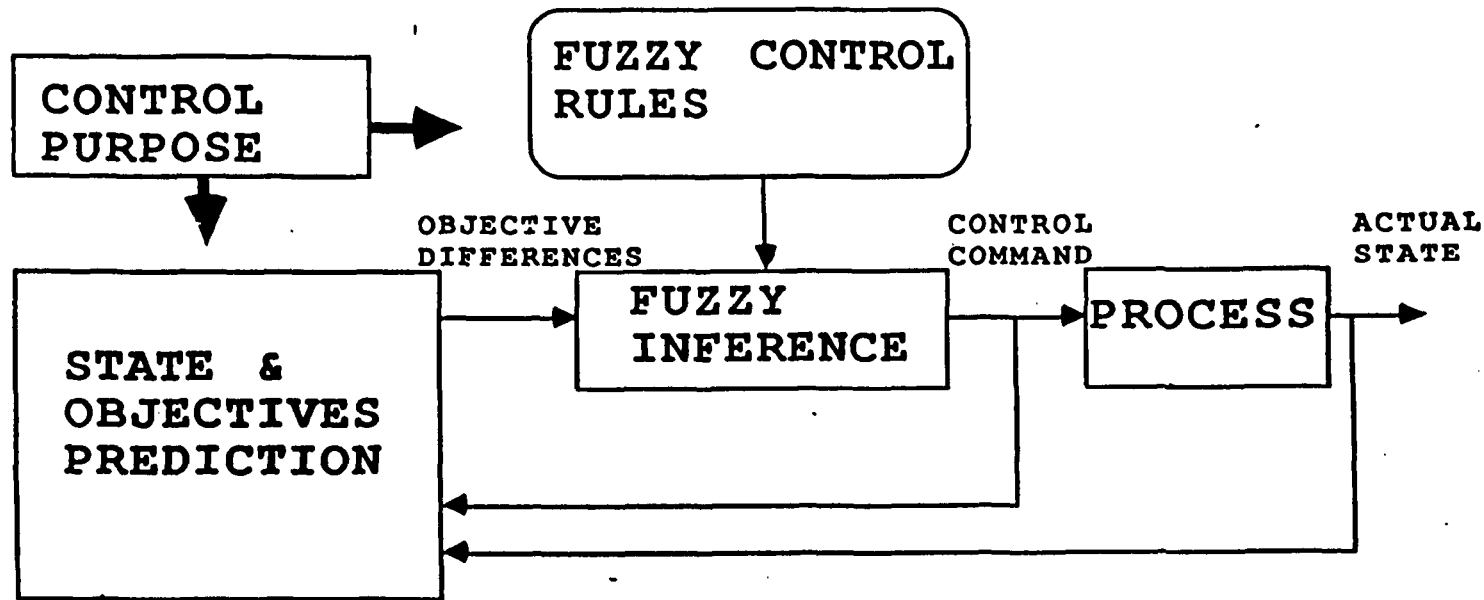 CONTROL
PURPOSE
FUZZY CONTROL
RULES
OBJECTIVE
DIFFERENCES
CONTROL
COMMAND
ACTUAL
STATE
FUZZY
INFERENCE
PROCESS
STATE &
OBJECTIVES
PREDICTION